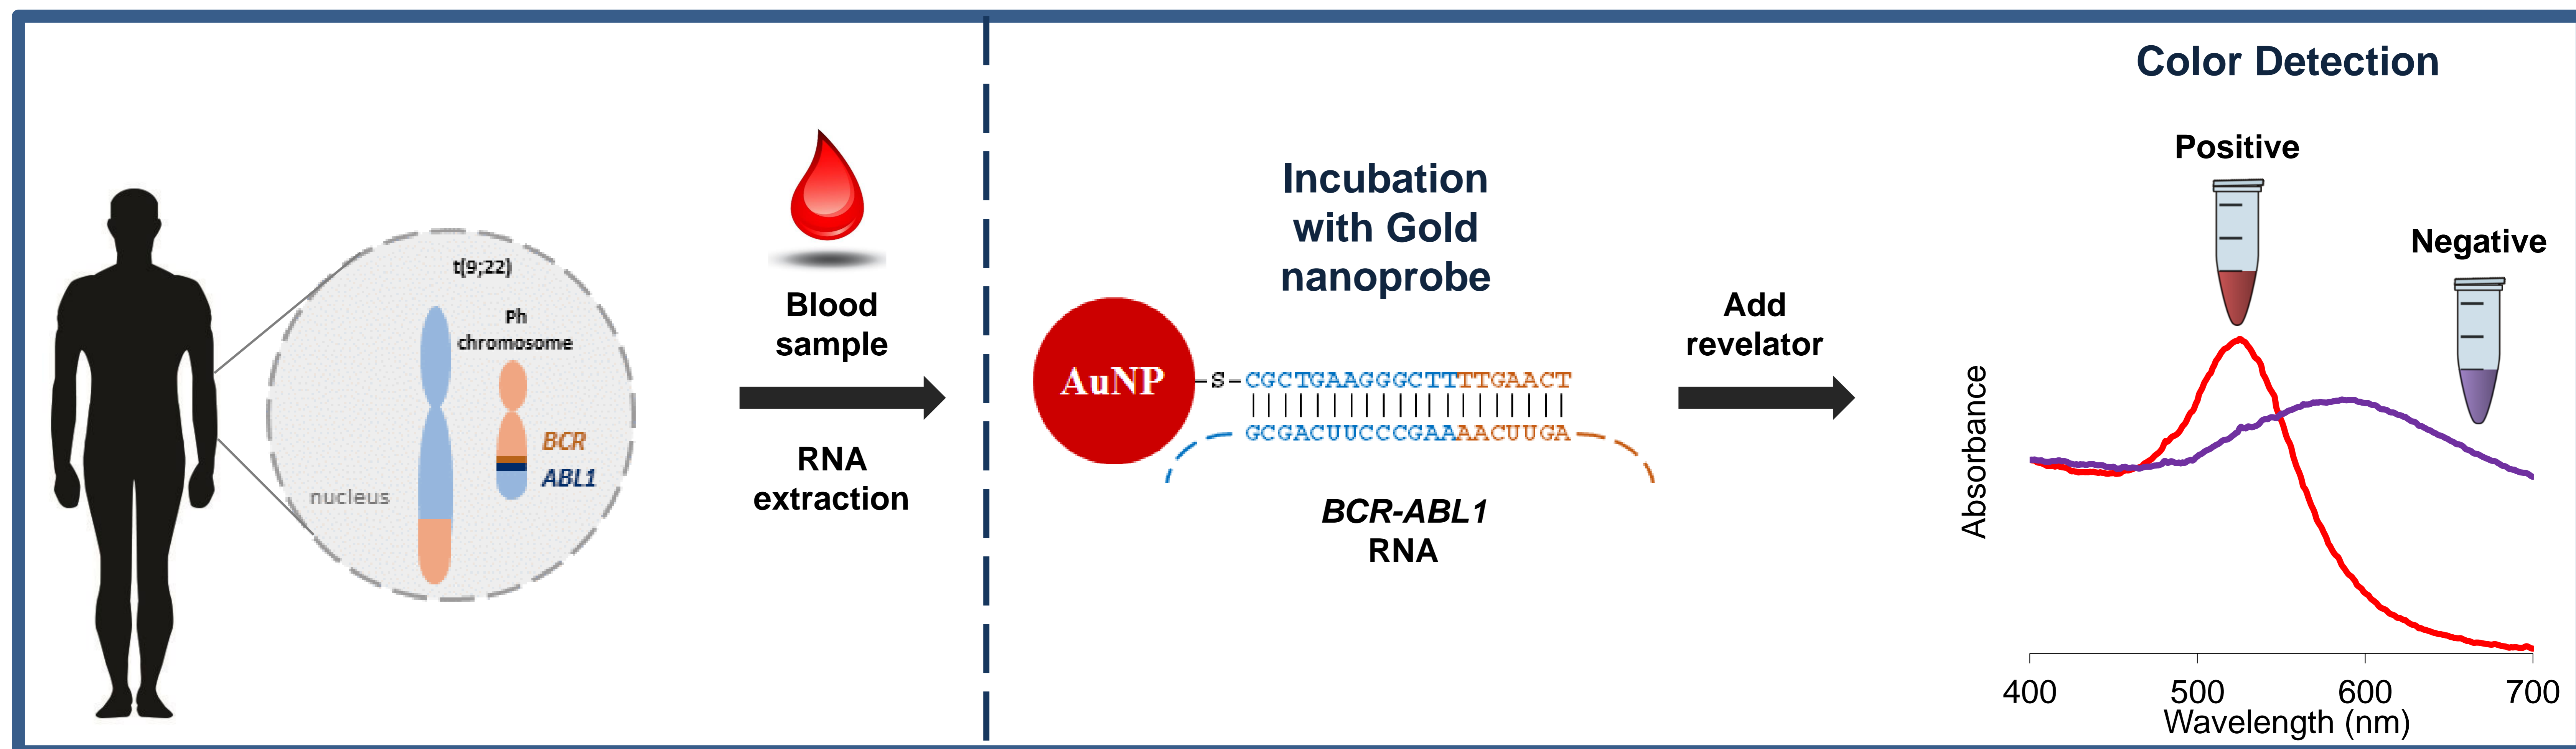 t(9;22)
Ph
chromosome
BCR
ABL1
nucleus
Blood
sample
RNA
extraction
Incubation
with Gold
nanoprobe
AuNP
-S-CGCTGAAGGGCTTTTGAACT
GCGACUUCCCGAAAACUUGA
BCR-ABL1
RNA
Add
revelator
Color Detection
Positive
Negative
Absorbance
400 500 600 700
Wavelength (nm)